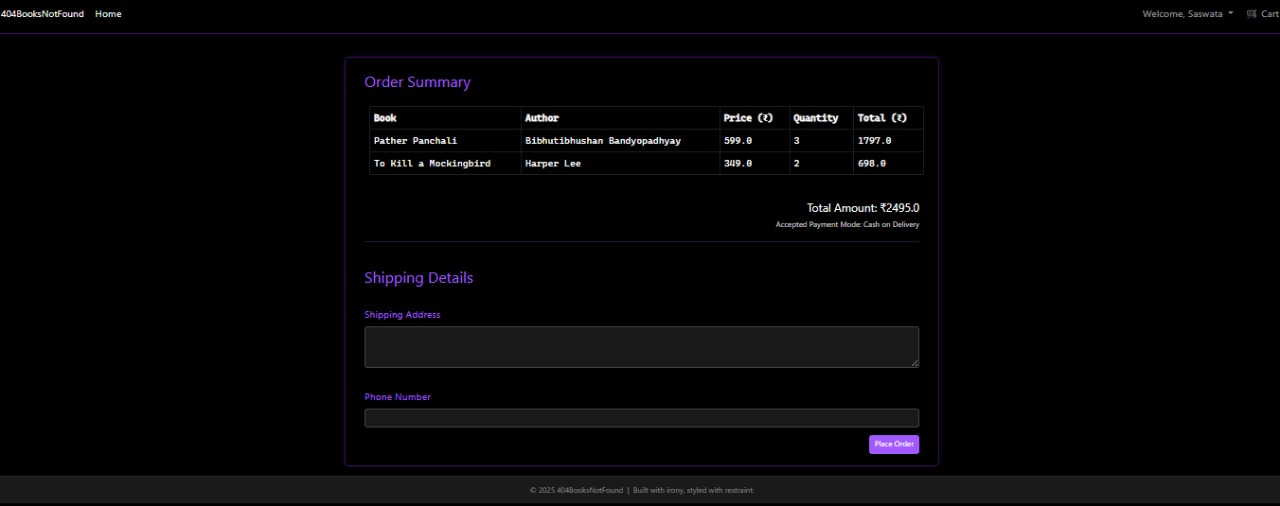 404BooksNotFound Home Welcome, Saswata Cart
Order Summary
Book Author Price (₹) Quantity Total (₹)
Pather Panchali Bibhutibhushan Bandyopadhyay 599.0 3 1797.0
To Kill a Mockingbird Harper Lee 349.0 2 698.0
Total Amount: ₹2495.0
Accepted Payment Mode: Cash on Delivery
Shipping Details
Shipping Address
Phone Number
Place Order
© 2025 404BooksNotFound | Built with irony, styled with restraint.